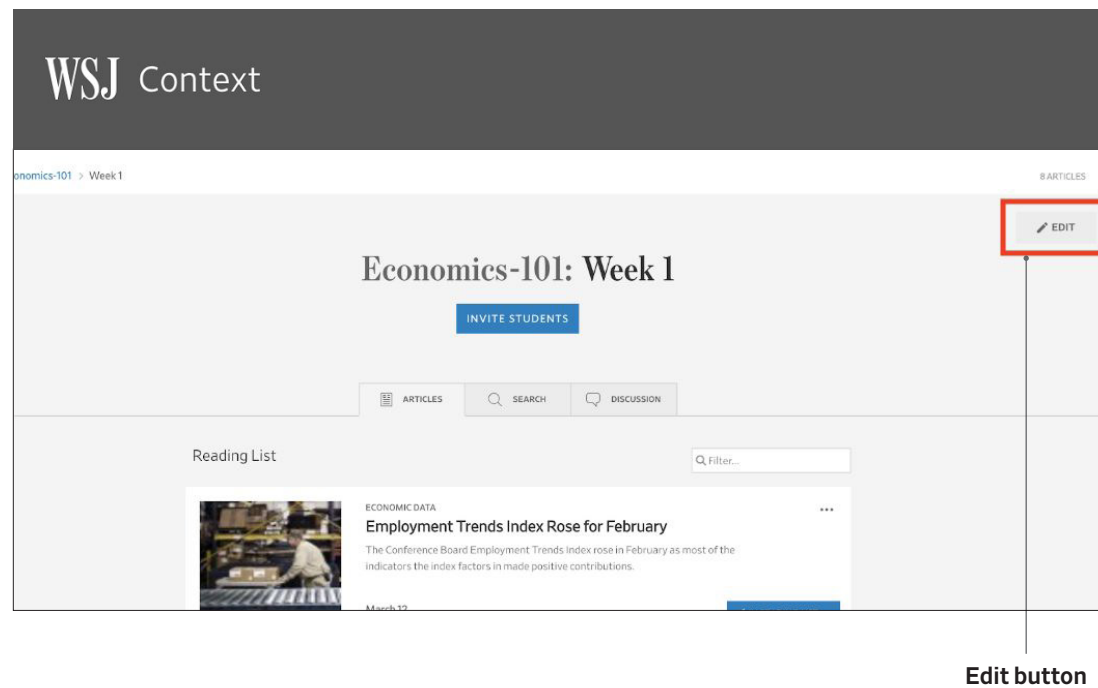 WSJ Context
onomics-101 > Week 1
8 ARTICLES
EDIT
Economics-101: Week 1
INVITE STUDENTS
ARTICLES
SEARCH
DISCUSSION
Reading List
Filter...
ECONOMIC DATA
...
Employment Trends Index Rose for February
The Conference Board Employment Trends Index rose in February as most of the
indicators the index factors in made positive contributions.
March 12
Edit button